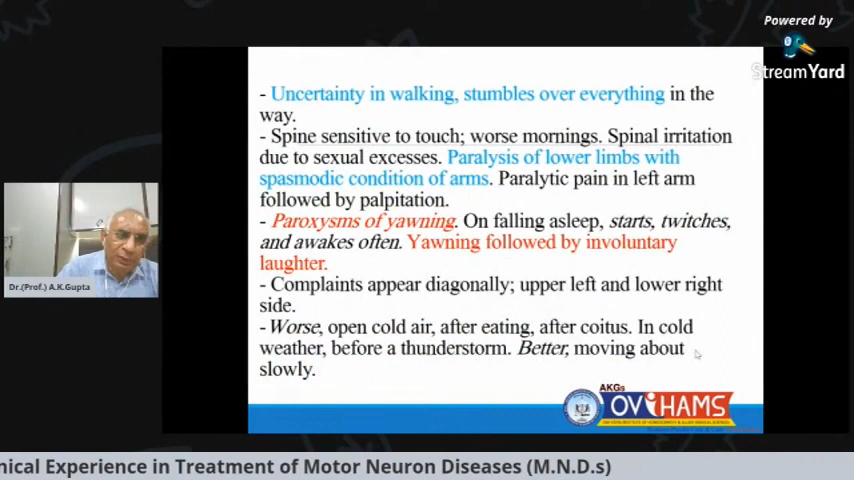 Powered by
StreamYard
- Uncertainty in walking, stumbles over everything in the
way.
- Spine sensitive to touch; worse mornings. Spinal irritation
due to sexual excesses. Paralysis of lower limbs with
spasmodic condition of arms. Paralytic pain in left arm
followed by palpitation.
- Paroxysms of yawning. On falling asleep, starts, twitches,
and awakes often. Yawning followed by involuntary
laughter.
- Complaints appear diagonally; upper left and lower right
side.
-Worse, open cold air, after eating, after coitus. In cold
weather, before a thunderstorm. Better, moving about
slowly.
Dr.(Prof.) A.K.Gupta
AKGs
OViHAMS
nical Experience in Treatment of Motor Neuron Diseases (M.N.D.s)